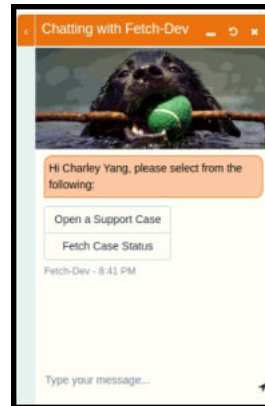 Chatting with Fetch-Dev
Hi Charley Yang, please select from the
following:
Open a Support Case
Fetch Case Status
Fetch-Dev - 8:41 PM
Type your message...